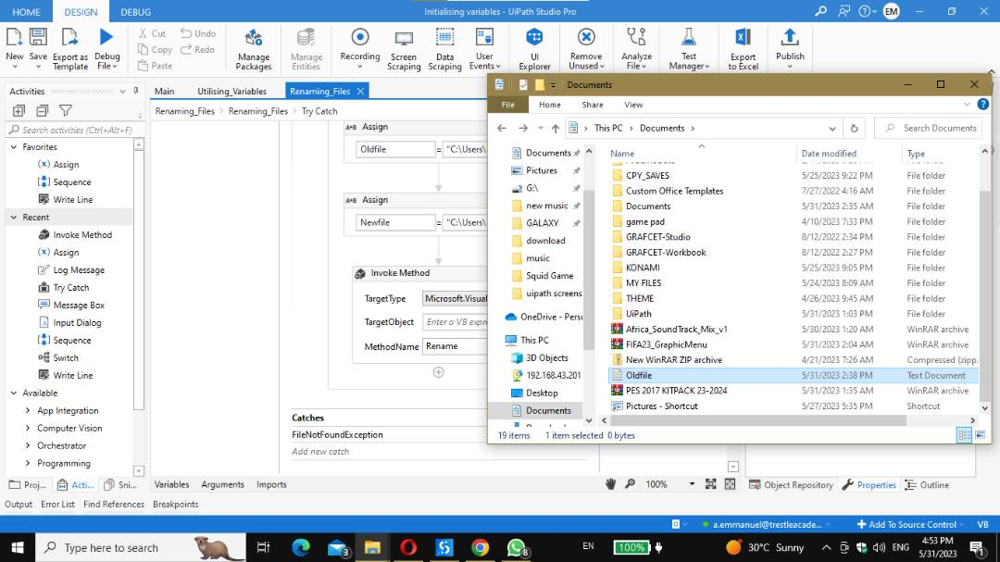 HOME DESIGN DEBUG
Initialising variables - UiPath Studio Pro
EM
New
Save
Export as Template
Debug File
Cut
Copy
Paste
Undo
Redo
Manage Packages
Manage Entities
Recording
Screen Scraping
Data Scraping
User Events
UI Explorer
Remove Unused
Analyze File
Test Manager
Export to Excel
Publish
Activities
Search activities (Ctrl+Alt+F)
Favorites
Assign
Sequence
Write Line
Recent
Invoke Method
Assign
Log Message
Try Catch
Message Box
Input Dialog
Sequence
Switch
Write Line
Available
App Integration
Computer Vision
Orchestrator
Programming
Proj...
Acti...
Sni...
Main Utilising_Variables Renaming_Files
Renaming_Files > Renaming_Files > Try Catch
A+B Assign
Oldfile = "C:\Users\
A+B Assign
Newfile = "C:\Users\
Invoke Method
TargetType Microsoft.Visual
TargetObject Enter a VB expre
MethodName Rename
Catches
FileNotFoundException
Add new catch
Variables Arguments Imports
100%
Documents
File Home Share View
This PC > Documents >
Search Documents
Documents
Pictures
G:\
new music
GALAXY
download
music
Squid Game
uipath screens
OneDrive - Perso
This PC
3D Objects
192.168.43.201
Desktop
Documents
Name Date modified Type
CPY_SAVES 5/25/2023 9:22 PM File folder
Custom Office Templates 7/27/2022 4:16 AM File folder
Documents 5/31/2023 2:35 AM File folder
game pad 4/10/2023 7:33 PM File folder
GRAFCET-Studio 8/12/2022 2:34 PM File folder
GRAFCET-Workbook 8/12/2022 2:27 PM File folder
KONAMI 5/25/2023 9:05 PM File folder
MY FILES 5/24/2023 8:09 AM File folder
THEME 4/26/2023 9:45 AM File folder
UiPath 5/31/2023 1:03 PM File folder
Africa_SoundTrack_Mix_v1 5/30/2023 1:20 AM WinRAR archive
FIFA23_GraphicMenu 5/31/2023 2:04 AM WinRAR archive
New WinRAR ZIP archive 4/21/2023 7:26 AM Compressed (zipp
Oldfile 5/31/2023 2:38 PM Text Document
PES 2017 KITPACK 23-2024 5/31/2023 1:35 AM WinRAR archive
Pictures - Shortcut 5/27/2023 5:35 PM Shortcut
19 items 1 item selected 0 bytes
Object Repository Properties Outline
Output Error List Find References Breakpoints
a.emmanuel@trestleacade...
Add To Source Control
VB
Type here to search
3
8
EN
100%
30°C Sunny
ENG
4:53 PM
5/31/2023
1